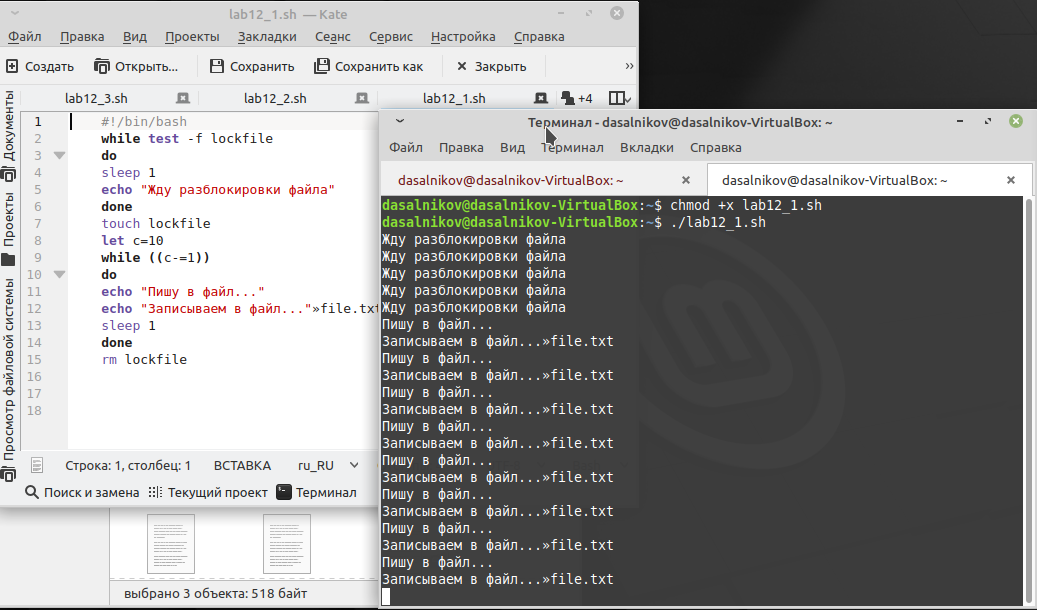 lab12_1.sh — Kate
Файл Правка Вид Проекты Закладки Сеанс Сервис Настройка Справка
Создать Открыть... Сохранить Сохранить как Закрыть »
lab12_3.sh lab12_2.sh lab12_1.sh +4
Документы
Проекты
Просмотр файловой системы
1 #!/bin/bash
2 while test -f lockfile
3 do
4 sleep 1
5 echo "Жду разблокировки файла"
6 done
7 touch lockfile
8 let c=10
9 while ((c-=1))
10 do
11 echo "Пишу в файл..."
12 echo "Записываем в файл..."»file.txt
13 sleep 1
14 done
15 rm lockfile
16
17
18
Строка: 1, столбец: 1 ВСТАВКА ru_RU
Поиск и замена Текущий проект Терминал
выбрано 3 объекта: 518 байт
Терминал - dasalnikov@dasalnikov-VirtualBox: ~
Файл Правка Вид Терминал Вкладки Справка
dasalnikov@dasalnikov-VirtualBox: ~ dasalnikov@dasalnikov-VirtualBox: ~
dasalnikov@dasalnikov-VirtualBox:~$ chmod +x lab12_1.sh
dasalnikov@dasalnikov-VirtualBox:~$ ./lab12_1.sh
Жду разблокировки файла
Жду разблокировки файла
Жду разблокировки файла
Жду разблокировки файла
Жду разблокировки файла
Пишу в файл...
Записываем в файл...»file.txt
Пишу в файл...
Записываем в файл...»file.txt
Пишу в файл...
Записываем в файл...»file.txt
Пишу в файл...
Записываем в файл...»file.txt
Пишу в файл...
Записываем в файл...»file.txt
Пишу в файл...
Записываем в файл...»file.txt
Пишу в файл...
Записываем в файл...»file.txt
Пишу в файл...
Записываем в файл...»file.txt